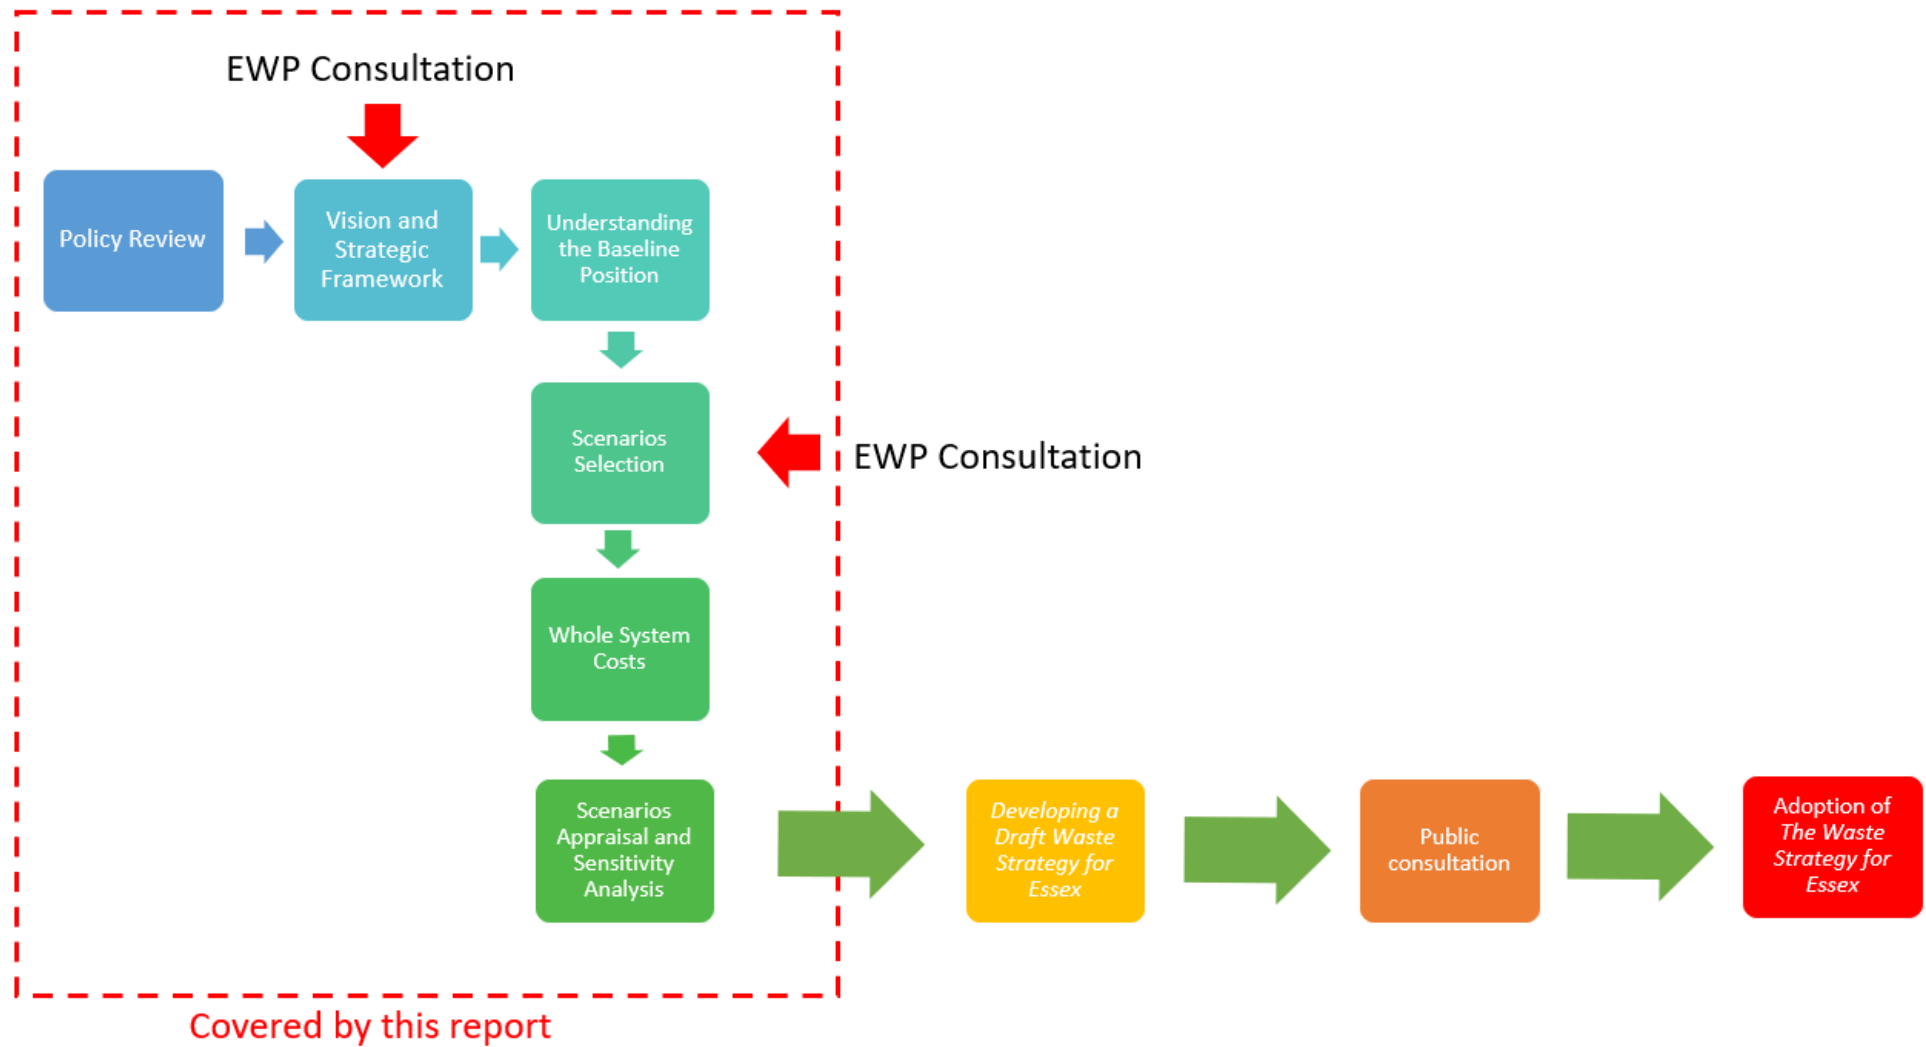 EWP Consultation
Policy Review
Vision and
Strategic
Framework
Understanding
the Baseline
Position
Scenarios
Selection
EWP Consultation
Whole System
Costs
Scenarios
Appraisal and
Sensitivity
Analysis
Developing a
Draft Waste
Strategy for
Essex
Public
consultation
Adoption of
The Waste
Strategy for
Essex
Covered by this report